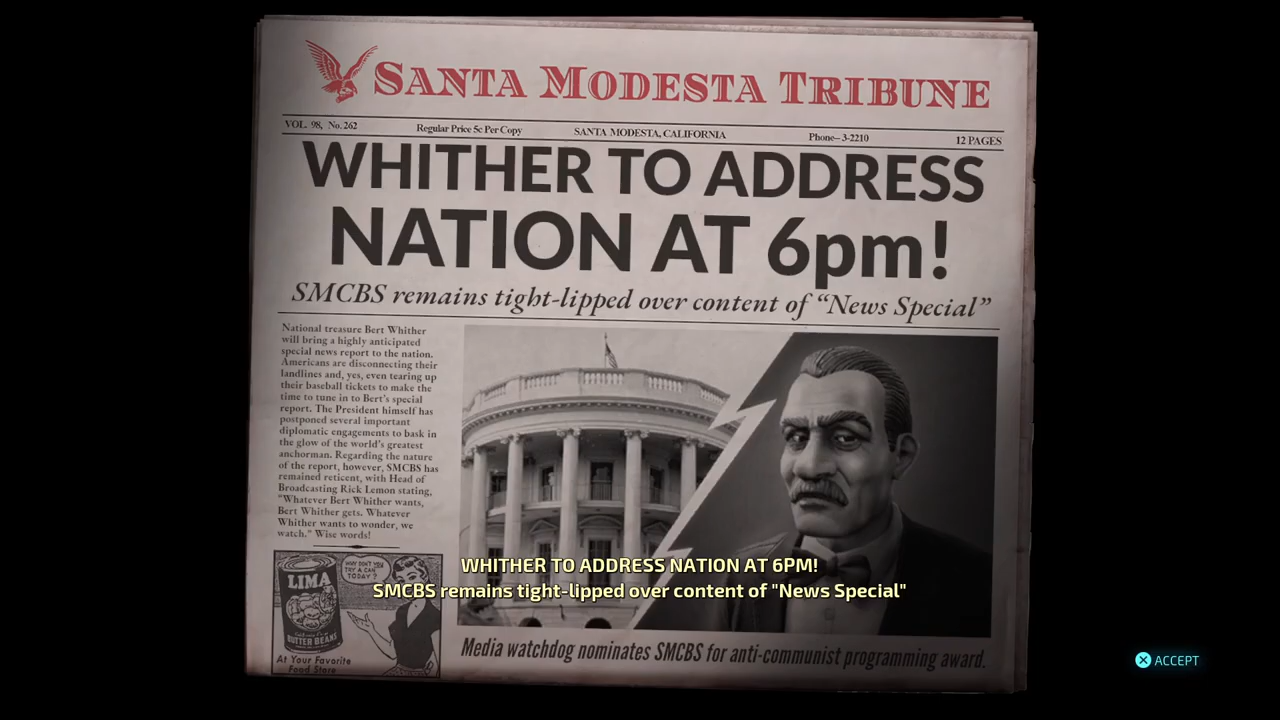 SANTA MODESTA TRIBUNE
VOL. 98, No. 262
Regular Price 5c Per Copy
SANTA MODESTA, CALIFORNIA
Phone– 3-2210
12 PAGES
WHITHER TO ADDRESS
NATION AT 6pm!
SMCBS remains tight-lipped over content of “News Special”
National treasure Bert Whither
will bring a highly anticipated
special news report to the nation.
Americans are disconnecting their
landlines and, yes, even tearing up
their baseball tickets to make the
time to tune in to Bert's special
report. The President himself has
postponed several important
diplomatic engagements to bask in
the glow of the world's greatest
anchorman. Regarding the nature
of the report, however, SMCBS has
remained reticent, with Head of
Broadcasting Rick Lemon stating,
“Whatever Bert Whither wants,
Bert Whither gets. Whatever
Whither wants to wonder, we
watch.” Wise words!
WHY DON'T YOU
TRY A CAN
TODAY?
LIMA
BUTTER BEANS
At Your Favorite
Food Store
WHITHER TO ADDRESS NATION AT 6PM!
SMCBS remains tight-lipped over content of "News Special"
Media watchdog nominates SMCBS for anti-communist programming award.
ACCEPT